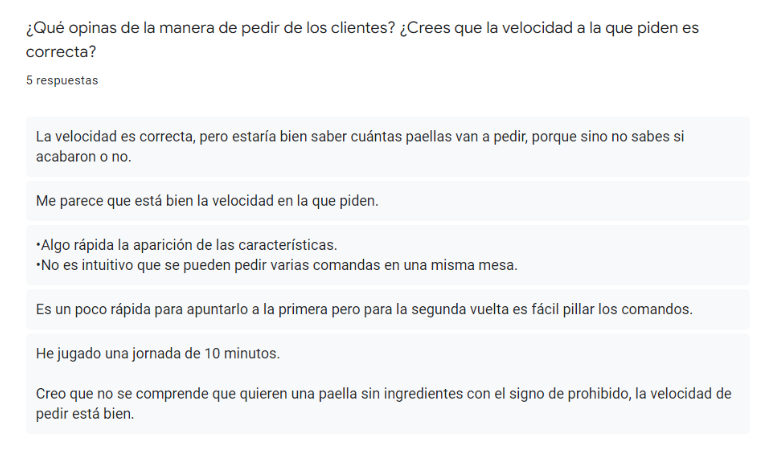 ¿Qué opinas de la manera de pedir de los clientes? ¿Crees que la velocidad a la que piden es
correcta?
5 respuestas
La velocidad es correcta, pero estaría bien saber cuántas paellas van a pedir, porque sino no sabes si
acabaron o no.
Me parece que está bien la velocidad en la que piden.
•Algo rápida la aparición de las características.
•No es intuitivo que se pueden pedir varias comandas en una misma mesa.
Es un poco rápida para apuntarlo a la primera pero para la segunda vuelta es fácil pillar los comandos.
He jugado una jornada de 10 minutos.
Creo que no se comprende que quieren una paella sin ingredientes con el signo de prohibido, la velocidad de
pedir está bien.